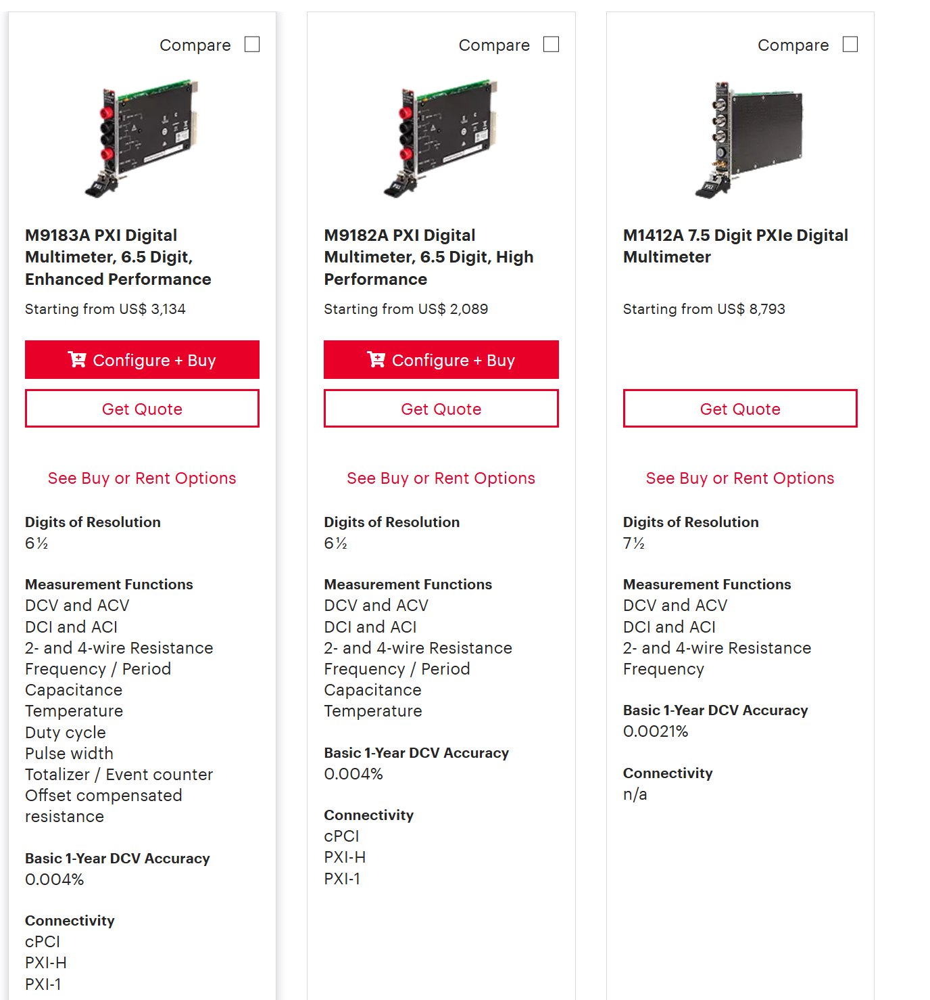 Compare
M9183A PXI Digital
Multimeter, 6.5 Digit,
Enhanced Performance
Starting from US$ 3,134
Configure + Buy
Get Quote
See Buy or Rent Options
Digits of Resolution
6½
Measurement Functions
DCV and ACV
DCI and ACI
2- and 4-wire Resistance
Frequency / Period
Capacitance
Temperature
Duty cycle
Pulse width
Totalizer / Event counter
Offset compensated
resistance
Basic 1-Year DCV Accuracy
0.004%
Connectivity
cPCI
PXI-H
PXI-1
Compare
M9182A PXI Digital
Multimeter, 6.5 Digit, High
Performance
Starting from US$ 2,089
Configure + Buy
Get Quote
See Buy or Rent Options
Digits of Resolution
6½
Measurement Functions
DCV and ACV
DCI and ACI
2- and 4-wire Resistance
Frequency / Period
Capacitance
Temperature
Basic 1-Year DCV Accuracy
0.004%
Connectivity
cPCI
PXI-H
PXI-1
Compare
M1412A 7.5 Digit PXIe Digital
Multimeter
Starting from US$ 8,793
Get Quote
See Buy or Rent Options
Digits of Resolution
7½
Measurement Functions
DCV and ACV
DCI and ACI
2- and 4-wire Resistance
Frequency
Basic 1-Year DCV Accuracy
0.0021%
Connectivity
n/a